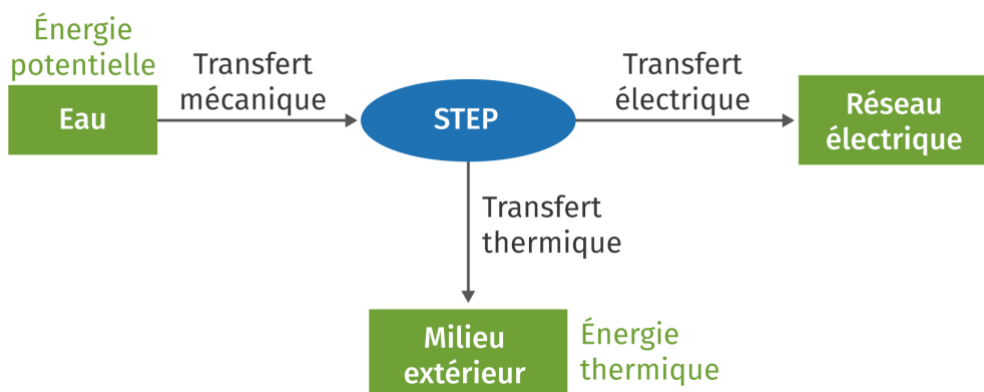 Énergie
potentielle
Eau
Transfert
mécanique
STEP
Transfert
électrique
Réseau
électrique
Transfert
thermique
Milieu
extérieur
Énergie
thermique